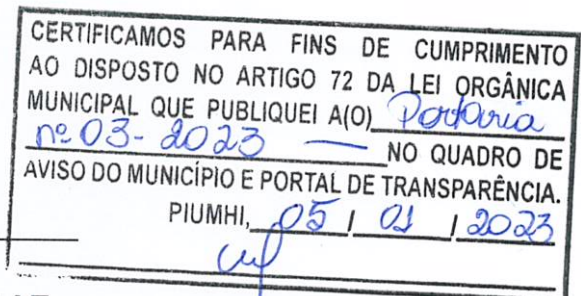 CERTIFICAMOS PARA FINS DE CUMPRIMENTO
AO DISPOSTO NO ARTIGO 72 DA LEI ORGÂNICA
MUNICIPAL QUE PUBLIQUEI A(O) Portaria
nº 03-2023 — NO QUADRO DE
AVISO DO MUNICÍPIO E PORTAL DE TRANSPARÊNCIA.
PIUMHI, 05 / 01 / 2023